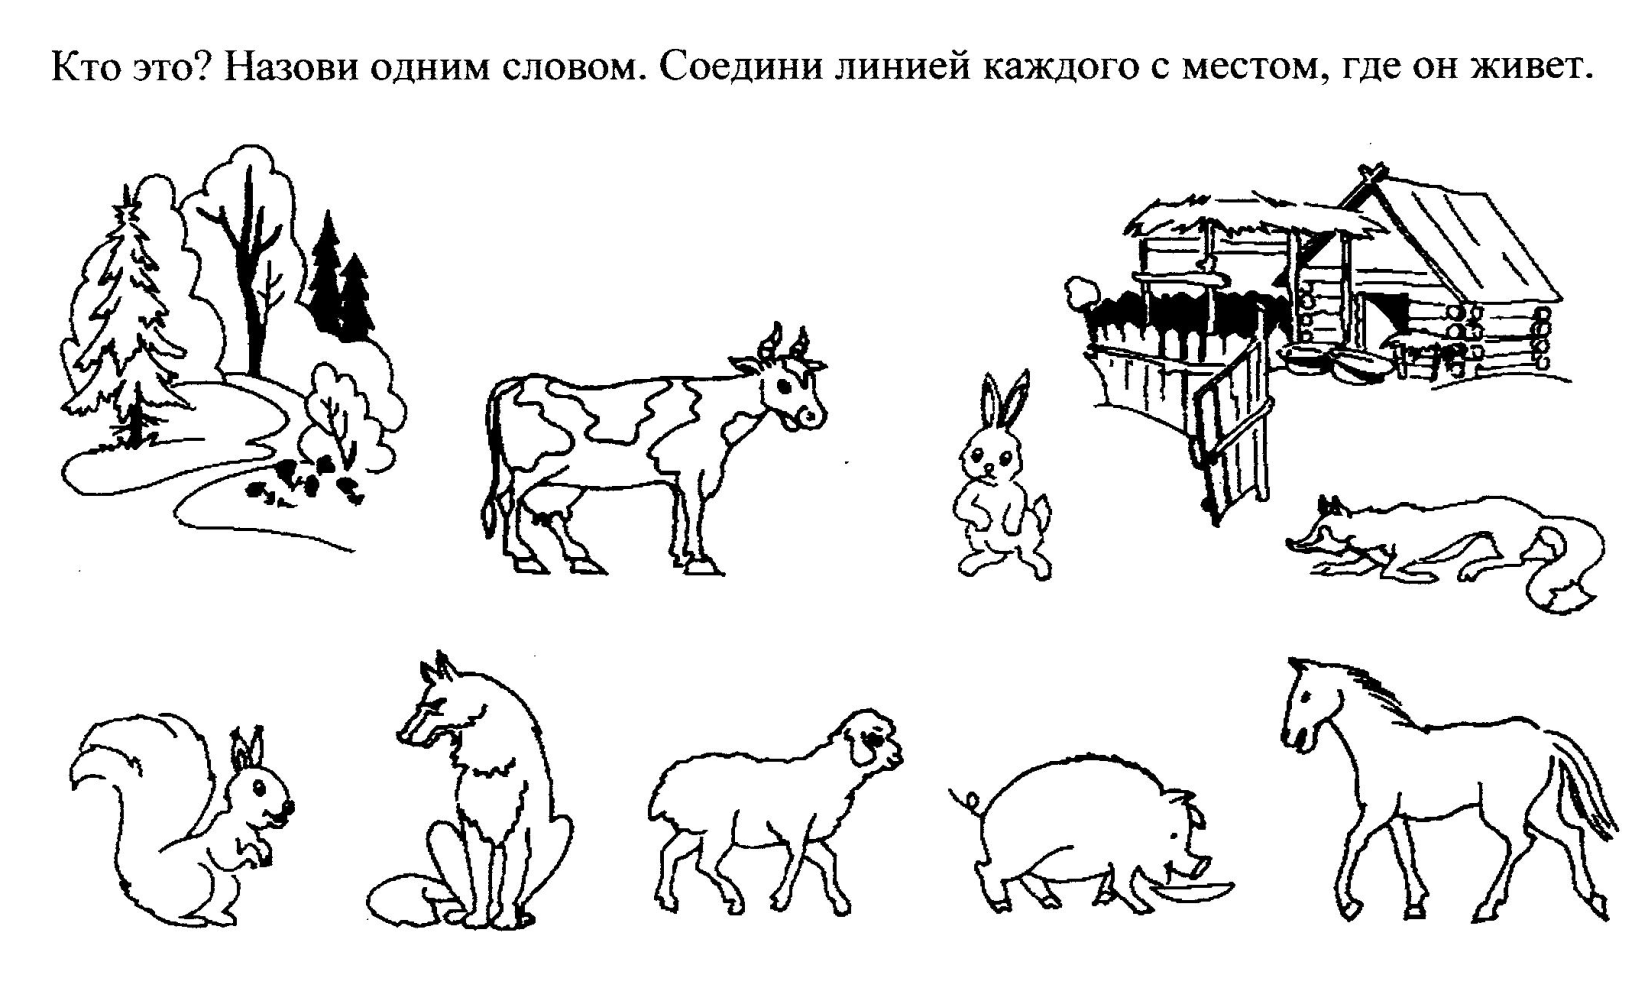 Кто это? Назови одним словом. Соедини линией каждого с местом, где он живет.